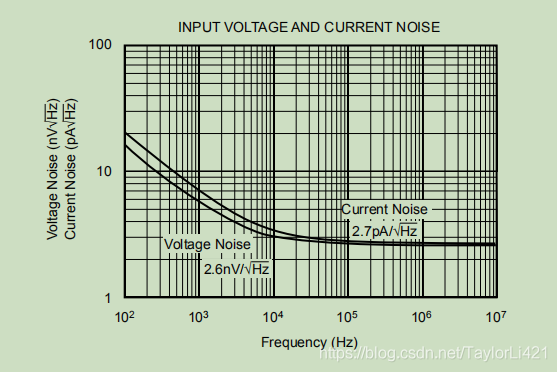 INPUT VOLTAGE AND CURRENT NOISE
100
10
1
Voltage Noise (nV√Hz)
Current Noise (pA√Hz)
Current Noise
2.7pA/√Hz
Voltage Noise
2.6nV/√Hz
10² 10³ 10⁴ 10⁵ 10⁶ 10⁷
Frequency (Hz)
https://blog.csdn.net/TaylorLi421